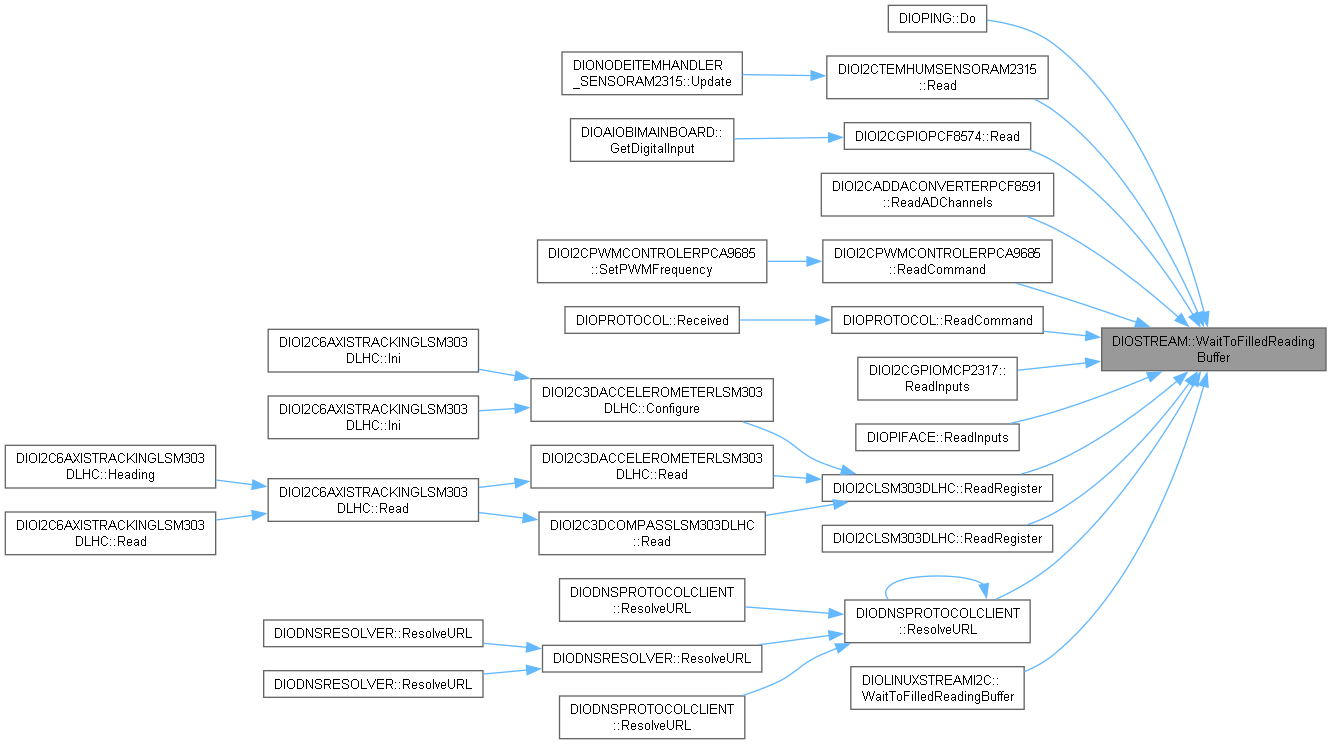 DIOPING::Do
DIONODEITEMHANDLER
_SENSORAM2315::Update
DIOI2CTEMHUMSENSORAM2315
::Read
DIOAIOBIMAINBOARD::
GetDigitalInput
DIOI2CGPIOPCF8574::Read
DIOI2CADDACONVERTERPCF8591
::ReadADChannels
DIOI2CPWMCONTROLERPCA9685
::SetPWMFrequency
DIOI2CPWMCONTROLERPCA9685
::ReadCommand
DIOPROTOCOL::Received
DIOPROTOCOL::ReadCommand
DIOSTREAM::WaitToFilledReading
Buffer
DIOI2C6AXISTRACKINGLSM303
DLHC::Ini
DIOI2CGPIOMCP2317::
ReadInputs
DIOI2C6AXISTRACKINGLSM303
DLHC::Ini
DIOI2C3DACCELEROMETERLSM303
DLHC::Configure
DIOPIFACE::ReadInputs
DIOI2C6AXISTRACKINGLSM303
DLHC::Heading
DIOI2C3DACCELEROMETERLSM303
DLHC::Read
DIOI2CLSM303DLHC::ReadRegister
DIOI2C6AXISTRACKINGLSM303
DLHC::Read
DIOI2C6AXISTRACKINGLSM303
DLHC::Read
DIOI2C3DCOMPASSLSM303DLHC
::Read
DIOI2CLSM303DLHC::ReadRegister
DIODNSPROTOCOLCLIENT
::ResolveURL
DIODNSPROTOCOLCLIENT
::ResolveURL
DIODNSRESOLVER::ResolveURL
DIODNSRESOLVER::ResolveURL
DIODNSRESOLVER::ResolveURL
DIOLINUXSTREAMI2C::
WaitToFilledReadingBuffer
DIODNSPROTOCOLCLIENT
::ResolveURL